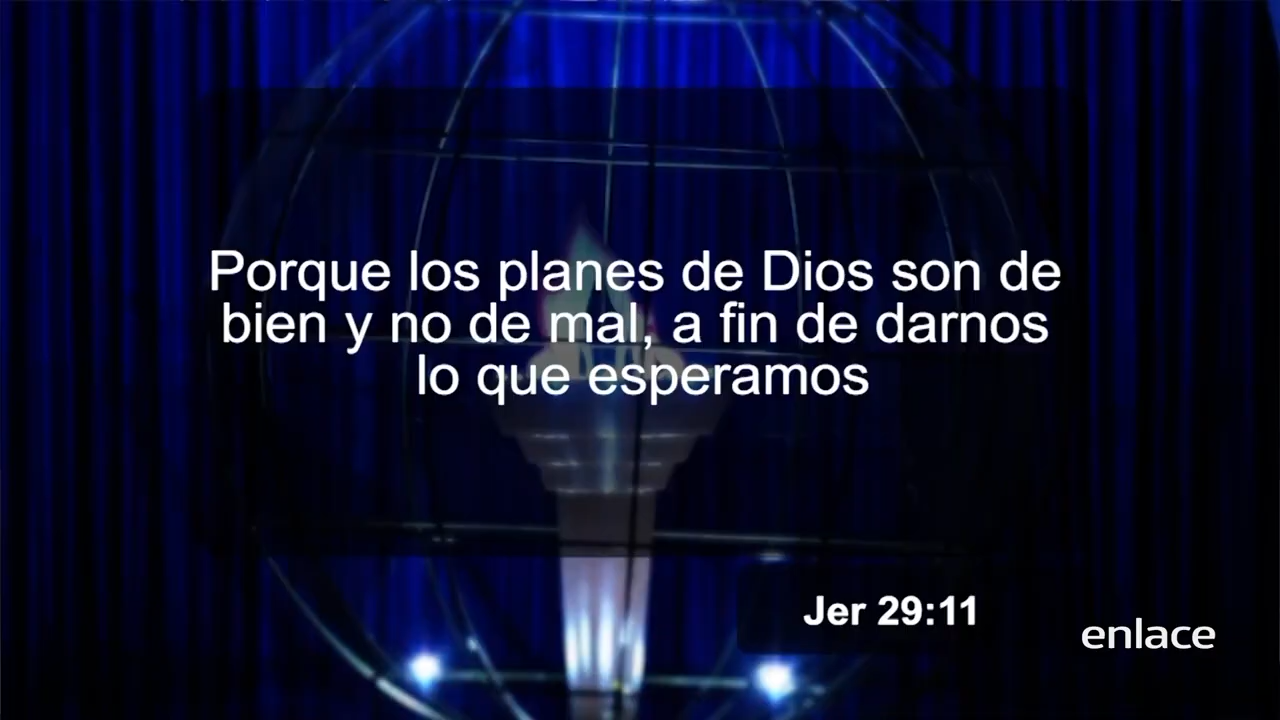 Porque los planes de Dios son de
bien y no de mal, a fin de darnos
lo que esperamos
Jer 29:11
enlace